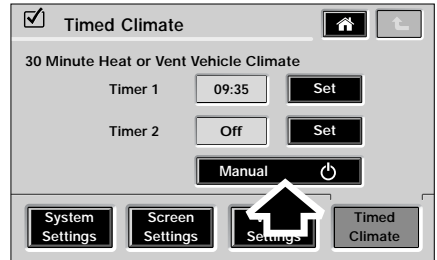 Timed Climate
30 Minute Heat or Vent Vehicle Climate
Timer 1 09:35 Set
Timer 2 Off Set
Manual
System Settings
Screen Settings
Settings
Timed Climate